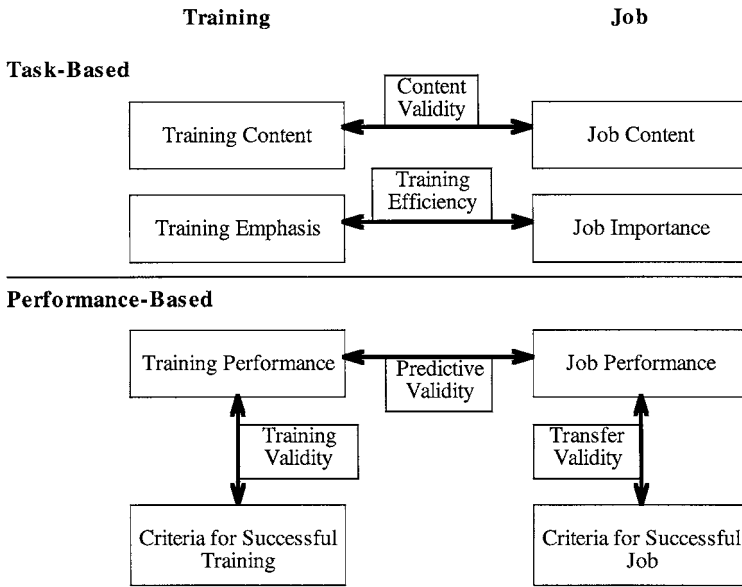 Training Job
Task-Based
Content
Validity
Training Content
Job Content
Training
Efficiency
Training Emphasis
Job Importance
Performance-Based
Training Performance
Predictive
Validity
Job Performance
Training
Validity
Transfer
Validity
Criteria for Successful
Training
Criteria for Successful
Job